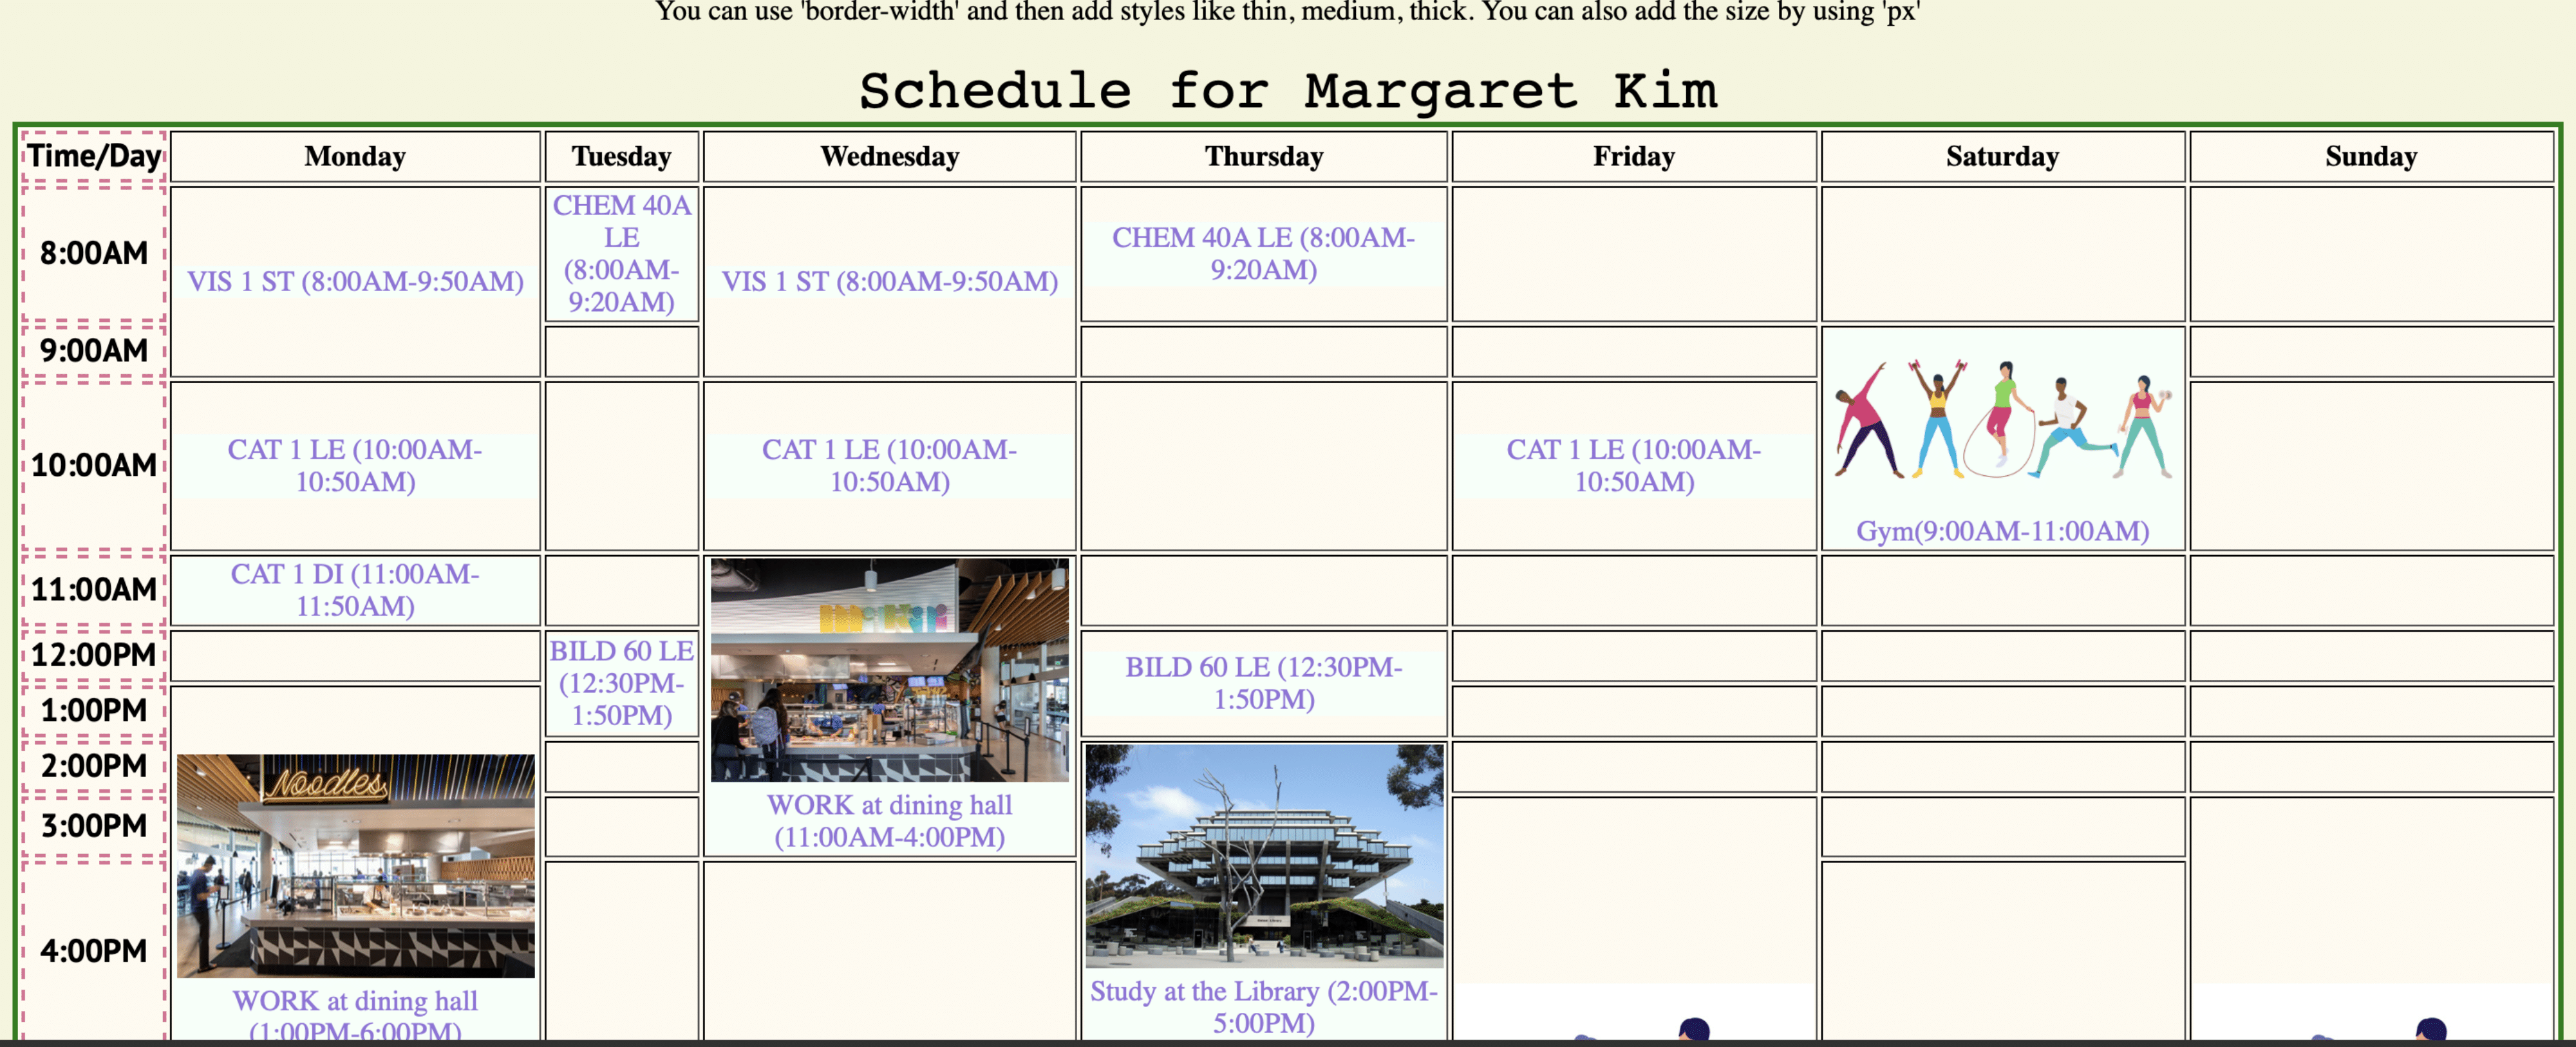 You can use 'border-width' and then add styles like thin, medium, thick. You can also add the size by using 'px'
Schedule for Margaret Kim
Time/Day
Monday
Tuesday
Wednesday
Thursday
Friday
Saturday
Sunday
8:00AM
VIS 1 ST (8:00AM-9:50AM)
CHEM 40A
LE
(8:00AM-
9:20AM)
VIS 1 ST (8:00AM-9:50AM)
CHEM 40A LE (8:00AM-
9:20AM)
9:00AM
Gym(9:00AM-11:00AM)
10:00AM
CAT 1 LE (10:00AM-
10:50AM)
CAT 1 LE (10:00AM-
10:50AM)
CAT 1 LE (10:00AM-
10:50AM)
11:00AM
CAT 1 DI (11:00AM-
11:50AM)
WORK at dining hall
(11:00AM-4:00PM)
12:00PM
BILD 60 LE
(12:30PM-
1:50PM)
BILD 60 LE (12:30PM-
1:50PM)
1:00PM
Noodles
WORK at dining hall
(1:00PM-6:00PM)
2:00PM
Study at the Library (2:00PM-
5:00PM)
3:00PM
4:00PM